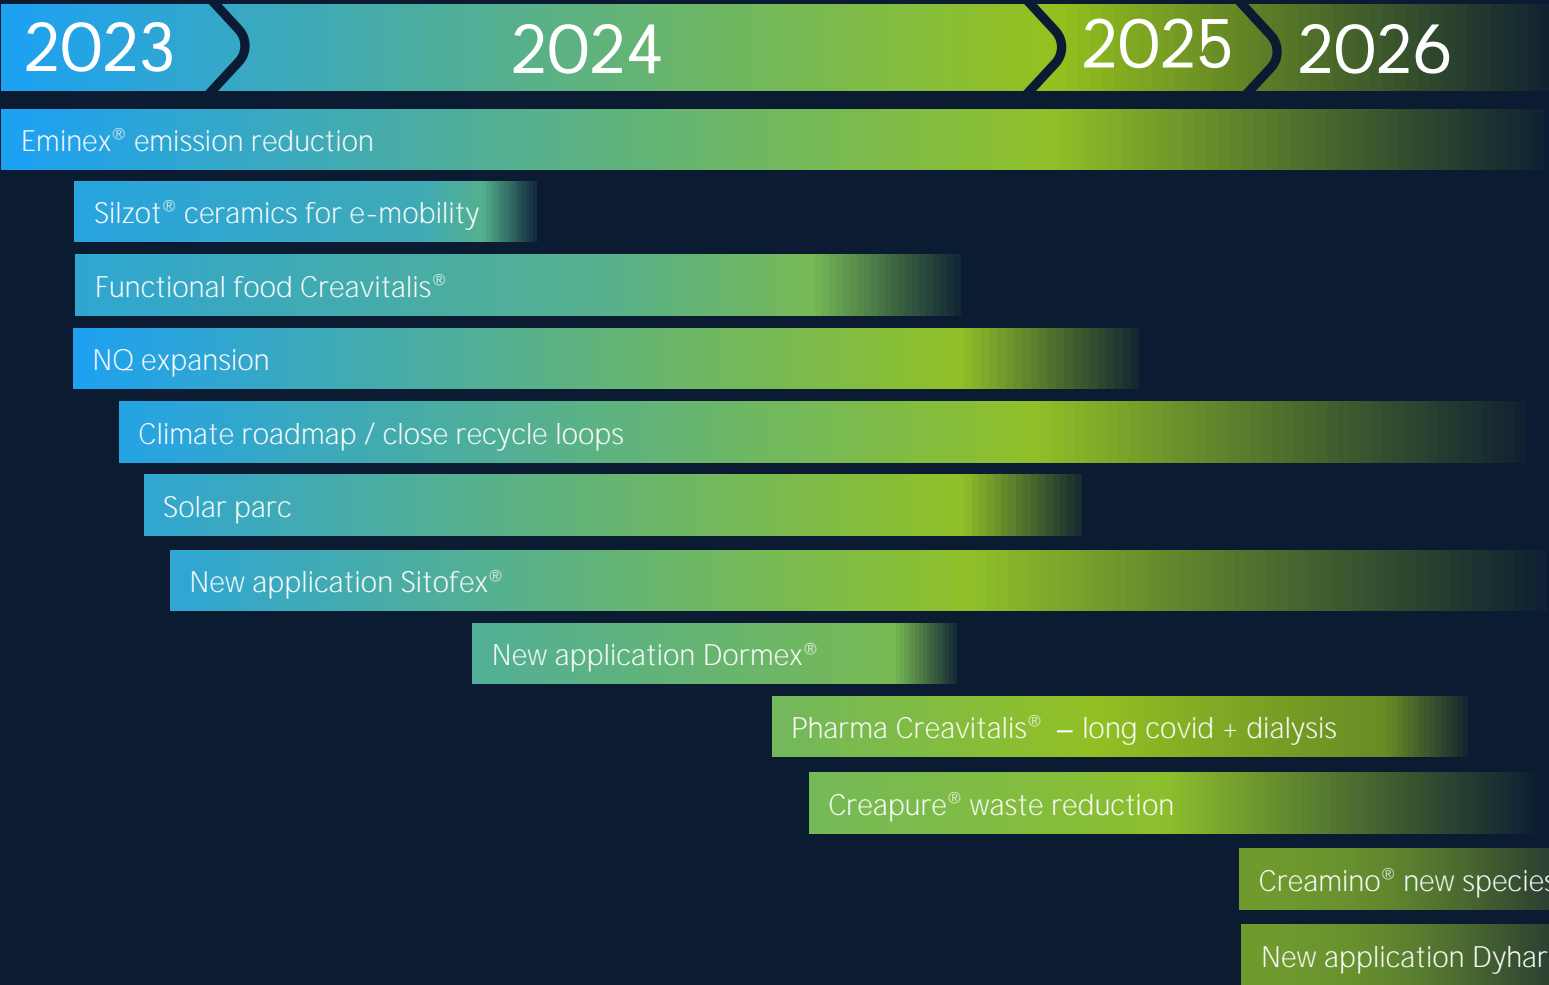 2023 2024 2025 2026
Eminex® emission reduction
Silzot® ceramics for e-mobility
Functional food Creavitalis®
NQ expansion
Climate roadmap / close recycle loops
Solar parc
New application Sitofex®
New application Dormex®
Pharma Creavitalis® – long covid + dialysis
Creapure® waste reduction
Creamino® new species
New application Dyhar